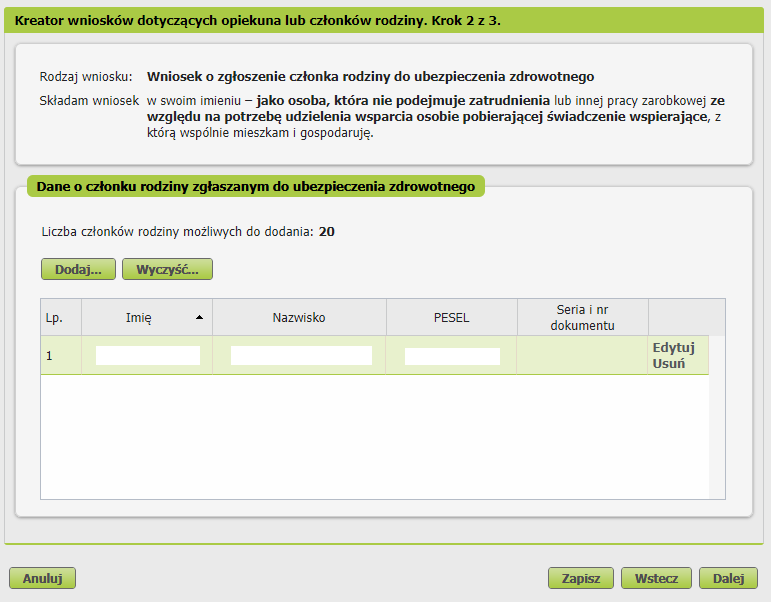 Kreator wniosków dotyczących opiekuna lub członków rodziny. Krok 2 z 3.
Rodzaj wniosku: Wniosek o zgłoszenie członka rodziny do ubezpieczenia zdrowotnego
Składam wniosek w swoim imieniu – jako osoba, która nie podejmuje zatrudnienia lub innej pracy zarobkowej ze
względu na potrzebę udzielenia wsparcia osobie pobierającej świadczenie wspierające, z
którą wspólnie mieszkam i gospodaruję.
Dane o członku rodziny zgłaszanym do ubezpieczenia zdrowotnego
Liczba członków rodziny możliwych do dodania: 20
Dodaj... Wyczyść...
Lp. Imię Nazwisko PESEL Seria i nr
dokumentu
1 Edytuj
Usuń
Anuluj Zapisz Wstecz Dalej